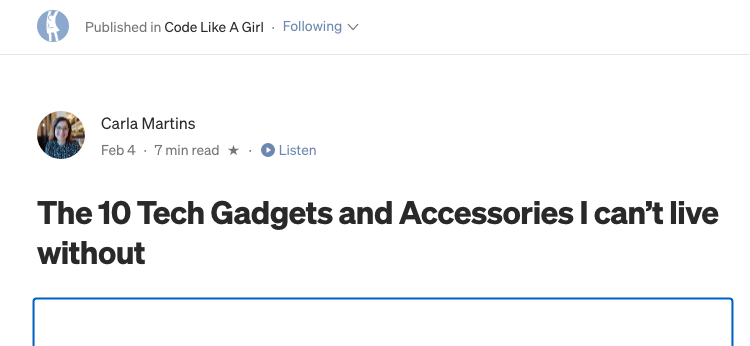 Published in Code Like A Girl · Following
Carla Martins
Feb 4 · 7 min read ★ · Listen
The 10 Tech Gadgets and Accessories I can’t live
without